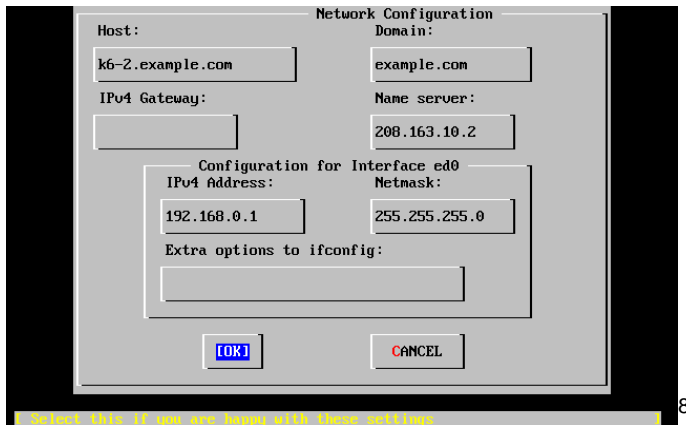 Network Configuration
Host: Domain:
k6-2.example.com example.com
IPv4 Gateway: Name server:
208.163.10.2
Configuration for Interface ed0
IPv4 Address: Netmask:
192.168.0.1 255.255.255.0
Extra options to ifconfig:
[OK] CANCEL
[ Select this if you are happy with these settings ]
8